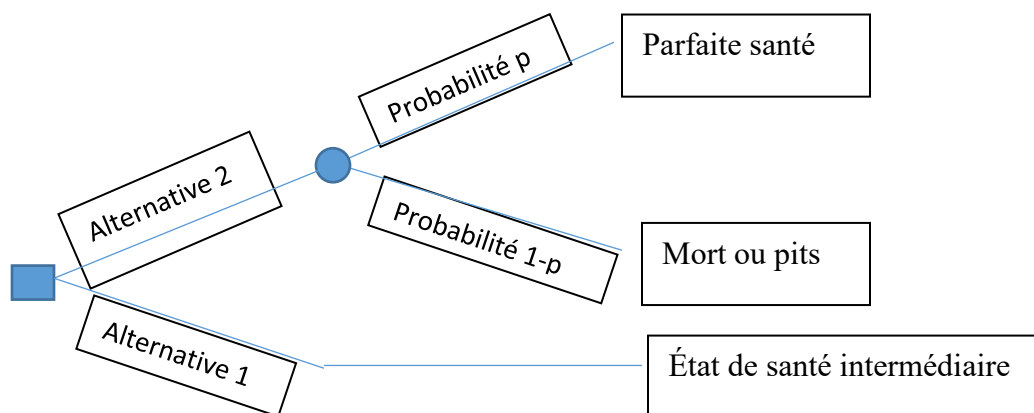 Parfaite santé
Probabilité p
Alternative 2
Probabilité 1-p
Mort ou pits
Alternative 1
État de santé intermédiaire